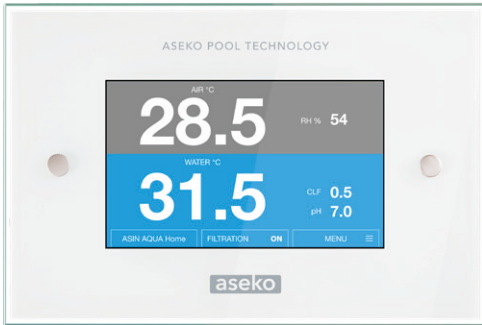 ASEKO POOL TECHNOLOGY
AIR °C
28.5
RH % 54
WATER °C
31.5
CLF 0.5
pH 7.0
ASIN AQUA Home FILTRATION ON MENU
aseko